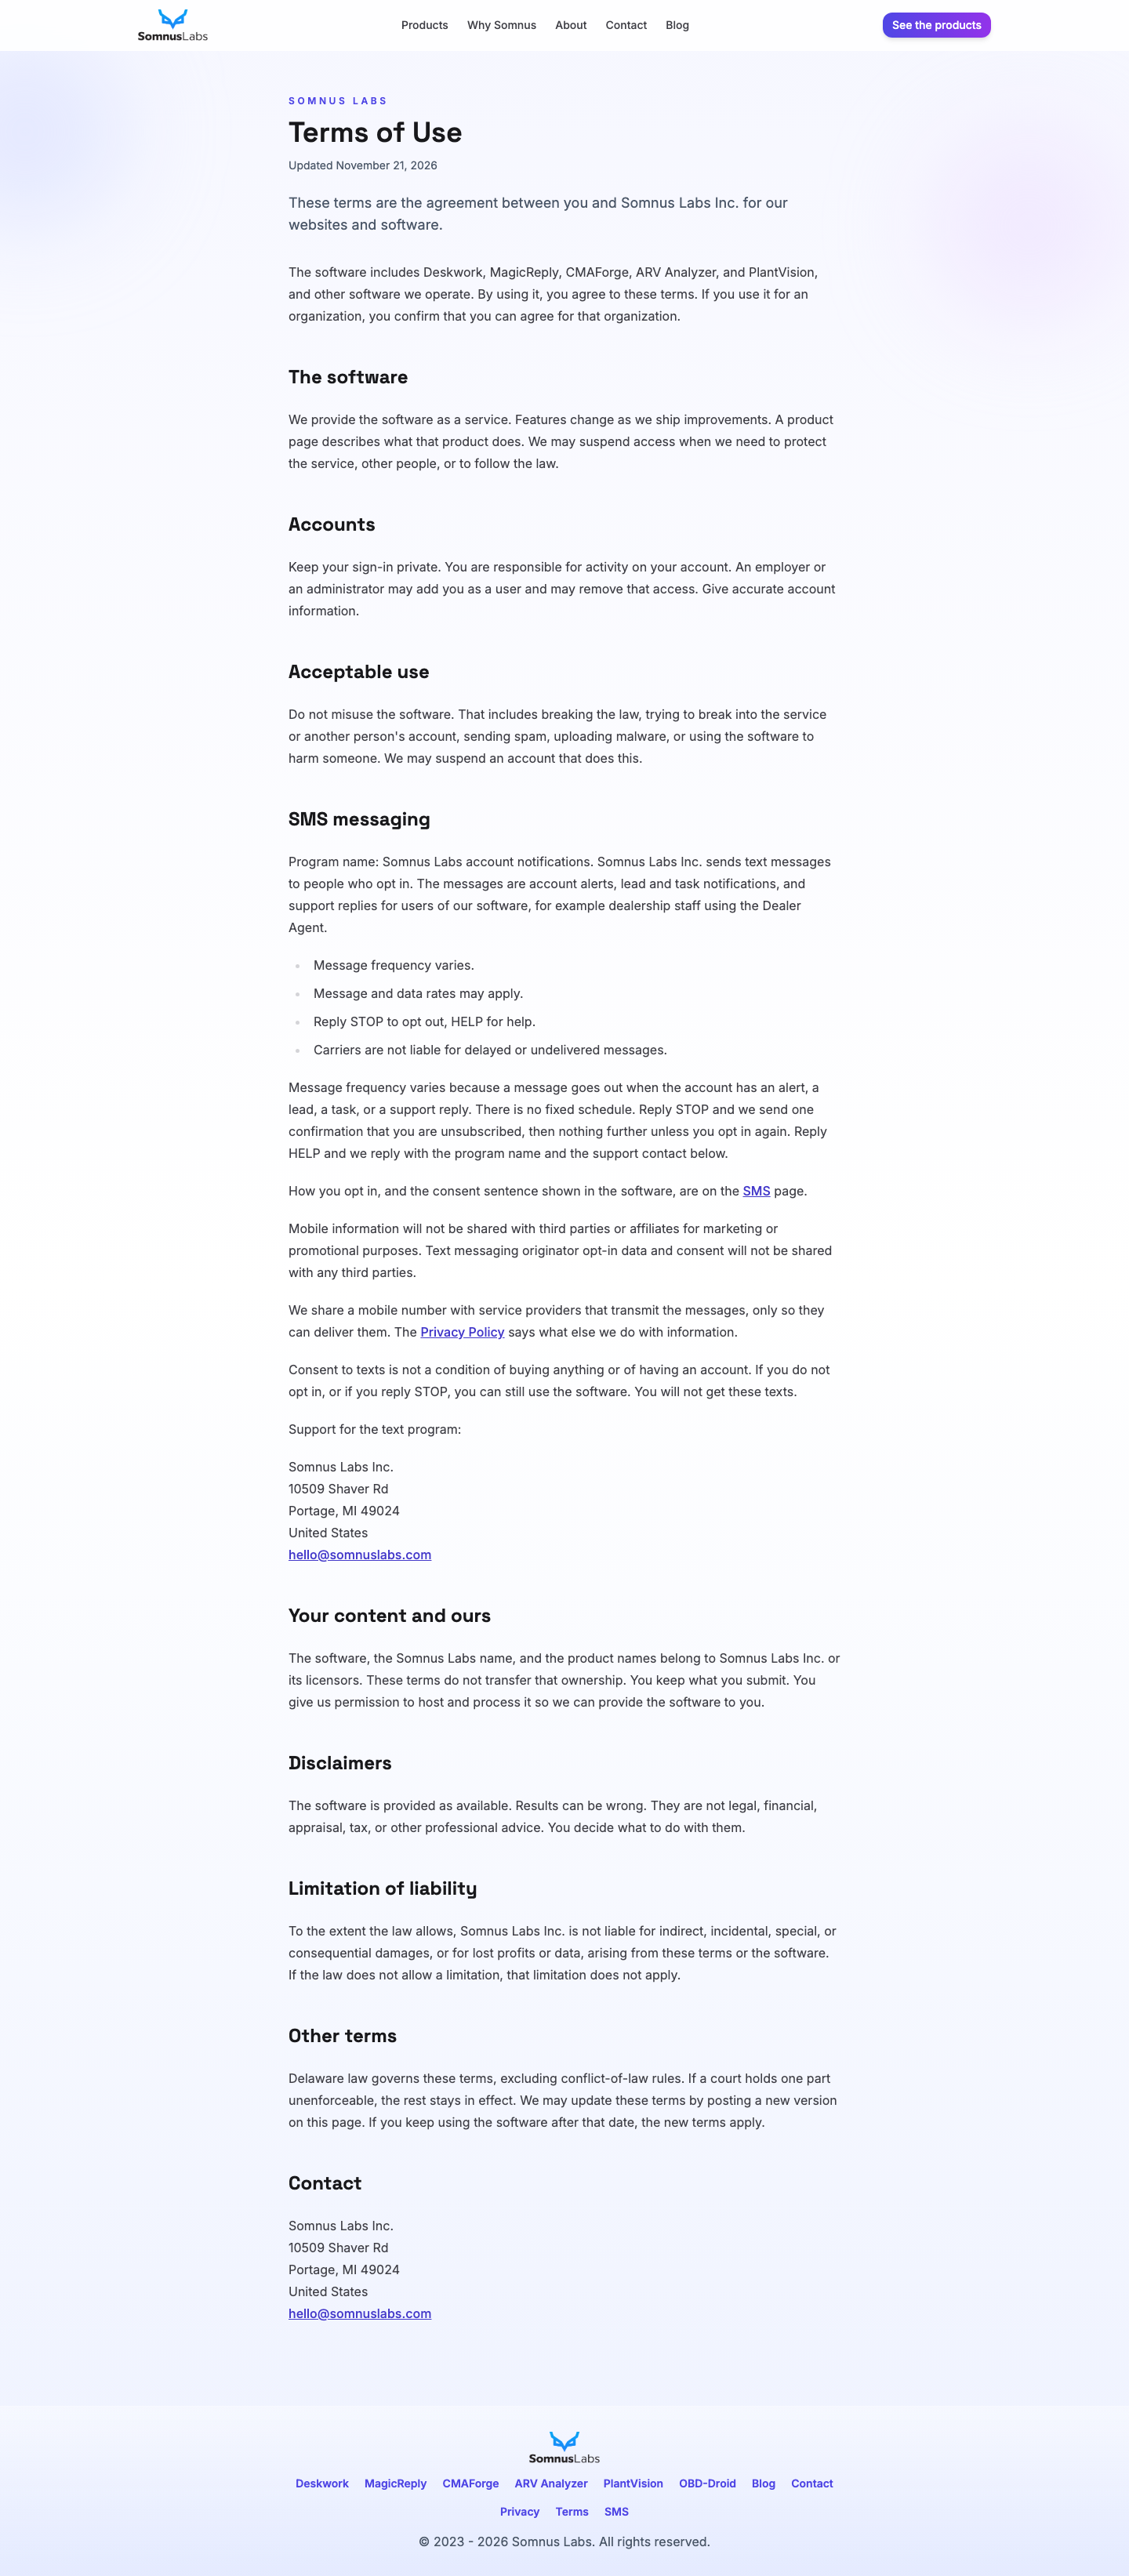 SomnusLabs
Products Why Somnus About Contact Blog
See the products
SOMNUS LABS
Terms of Use
Updated November 21, 2026
These terms are the agreement between you and Somnus Labs Inc. for our
websites and software.
The software includes Deskwork, MagicReply, CMAForge, ARV Analyzer, and PlantVision,
and other software we operate. By using it, you agree to these terms. If you use it for an
organization, you confirm that you can agree for that organization.
The software
We provide the software as a service. Features change as we ship improvements. A product
page describes what that product does. We may suspend access when we need to protect
the service, other people, or to follow the law.
Accounts
Keep your sign-in private. You are responsible for activity on your account. An employer or
an administrator may add you as a user and may remove that access. Give accurate account
information.
Acceptable use
Do not misuse the software. That includes breaking the law, trying to break into the service
or another person's account, sending spam, uploading malware, or using the software to
harm someone. We may suspend an account that does this.
SMS messaging
Program name: Somnus Labs account notifications. Somnus Labs Inc. sends text messages
to people who opt in. The messages are account alerts, lead and task notifications, and
support replies for users of our software, for example dealership staff using the Dealer
Agent.
Message frequency varies.
Message and data rates may apply.
Reply STOP to opt out, HELP for help.
Carriers are not liable for delayed or undelivered messages.
Message frequency varies because a message goes out when the account has an alert, a
lead, a task, or a support reply. There is no fixed schedule. Reply STOP and we send one
confirmation that you are unsubscribed, then nothing further unless you opt in again. Reply
HELP and we reply with the program name and the support contact below.
How you opt in, and the consent sentence shown in the software, are on the SMS page.
Mobile information will not be shared with third parties or affiliates for marketing or
promotional purposes. Text messaging originator opt-in data and consent will not be shared
with any third parties.
We share a mobile number with service providers that transmit the messages, only so they
can deliver them. The Privacy Policy says what else we do with information.
Consent to texts is not a condition of buying anything or of having an account. If you do not
opt in, or if you reply STOP, you can still use the software. You will not get these texts.
Support for the text program:
Somnus Labs Inc.
10509 Shaver Rd
Portage, MI 49024
United States
hello@somnuslabs.com
Your content and ours
The software, the Somnus Labs name, and the product names belong to Somnus Labs Inc. or
its licensors. These terms do not transfer that ownership. You keep what you submit. You
give us permission to host and process it so we can provide the software to you.
Disclaimers
The software is provided as available. Results can be wrong. They are not legal, financial,
appraisal, tax, or other professional advice. You decide what to do with them.
Limitation of liability
To the extent the law allows, Somnus Labs Inc. is not liable for indirect, incidental, special, or
consequential damages, or for lost profits or data, arising from these terms or the software.
If the law does not allow a limitation, that limitation does not apply.
Other terms
Delaware law governs these terms, excluding conflict-of-law rules. If a court holds one part
unenforceable, the rest stays in effect. We may update these terms by posting a new version
on this page. If you keep using the software after that date, the new terms apply.
Contact
Somnus Labs Inc.
10509 Shaver Rd
Portage, MI 49024
United States
hello@somnuslabs.com
SomnusLabs
Deskwork MagicReply CMAForge ARV Analyzer PlantVision OBD-Droid Blog Contact
Privacy Terms SMS
© 2023 - 2026 Somnus Labs. All rights reserved.